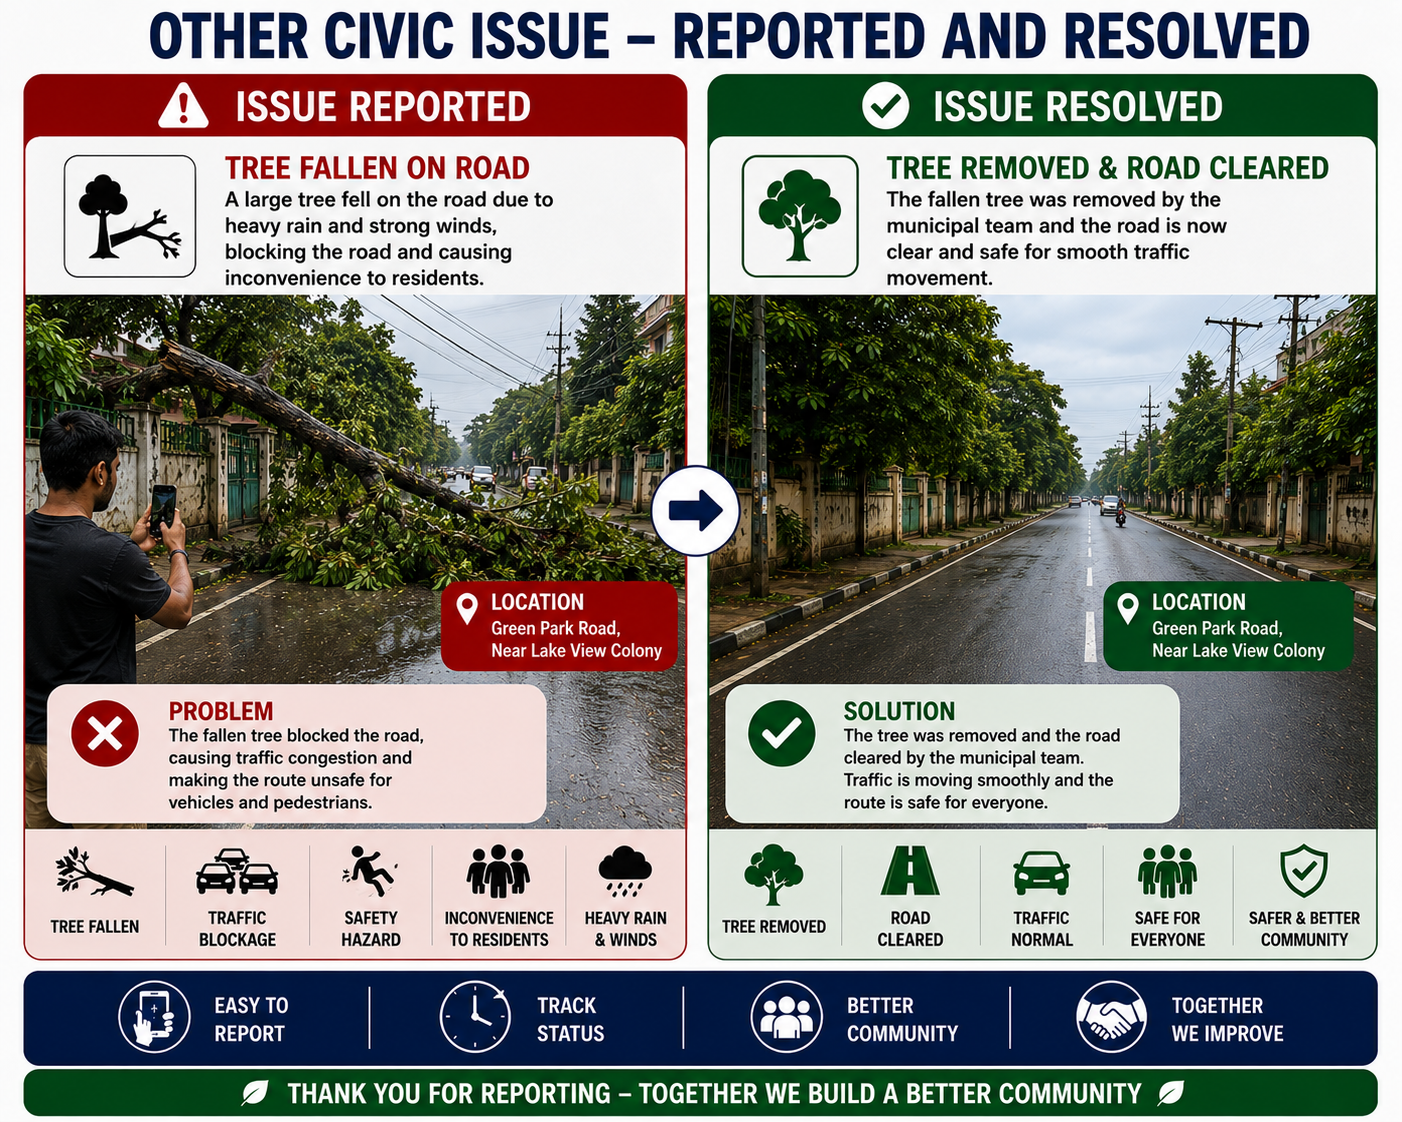 OTHER CIVIC ISSUE – REPORTED AND RESOLVED
ISSUE REPORTED
TREE FALLEN ON ROAD
A large tree fell on the road due to
heavy rain and strong winds,
blocking the road and causing
inconvenience to residents.
LOCATION
Green Park Road,
Near Lake View Colony
PROBLEM
The fallen tree blocked the road,
causing traffic congestion and
making the route unsafe for
vehicles and pedestrians.
TREE FALLEN
TRAFFIC
BLOCKAGE
SAFETY
HAZARD
INCONVENIENCE
TO RESIDENTS
HEAVY RAIN
& WINDS
ISSUE RESOLVED
TREE REMOVED & ROAD CLEARED
The fallen tree was removed by the
municipal team and the road is now
clear and safe for smooth traffic
movement.
LOCATION
Green Park Road,
Near Lake View Colony
SOLUTION
The tree was removed and the road
cleared by the municipal team.
Traffic is moving smoothly and the
route is safe for everyone.
TREE REMOVED
ROAD
CLEARED
TRAFFIC
NORMAL
SAFE FOR
EVERYONE
SAFER & BETTER
COMMUNITY
EASY TO
REPORT
TRACK
STATUS
BETTER
COMMUNITY
TOGETHER
WE IMPROVE
THANK YOU FOR REPORTING – TOGETHER WE BUILD A BETTER COMMUNITY